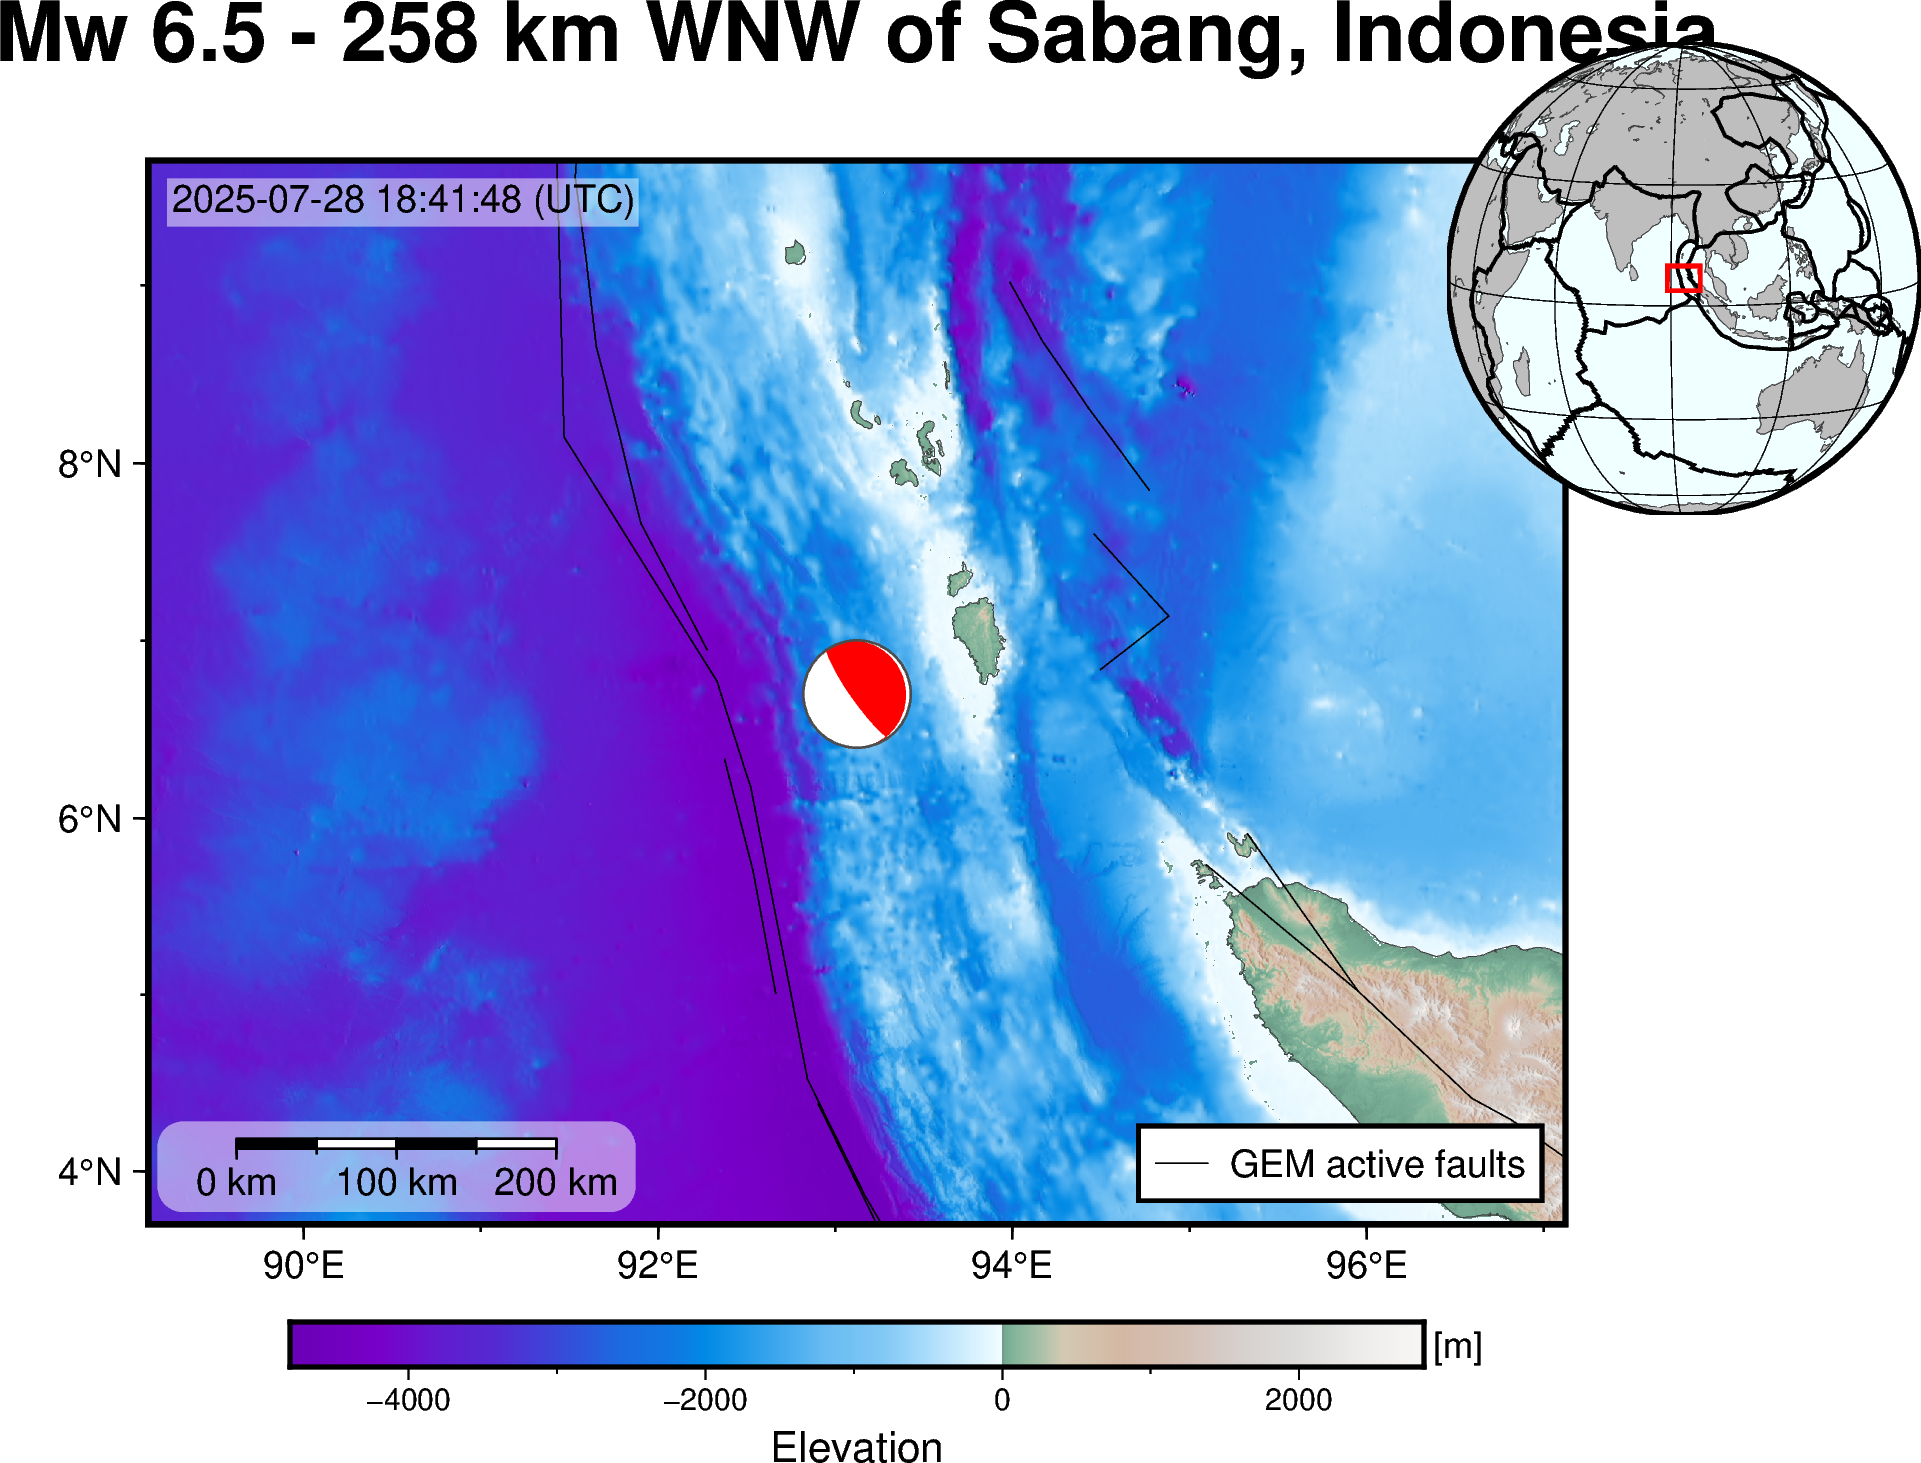 Mw 6.5 - 258 km WNW of Sabang, Indonesia
2025-07-28 18:41:48 (UTC)
8°N
6°N
4°N
0 km 100 km 200 km
GEM active faults
90°E 92°E 94°E 96°E
[m]
−4000 −2000 0 2000
Elevation